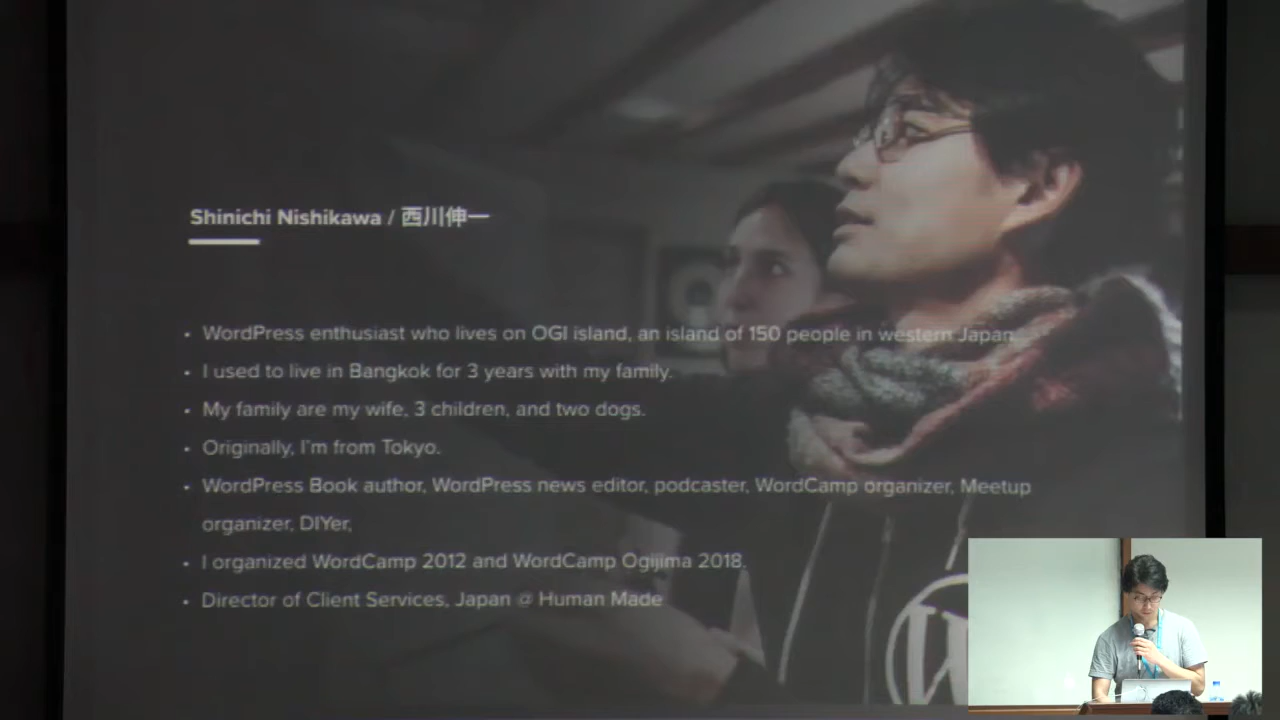 Shinichi Nishikawa / 西川伸一
• WordPress enthusiast who lives on OGI island, an island of 150 people in western Japan.
• I used to live in Bangkok for 3 years with my family.
• My family are my wife, 3 children, and two dogs.
• Originally, I'm from Tokyo.
• WordPress Book author, WordPress news editor, podcaster, WordCamp organizer, Meetup
organizer, DIYer,
• I organized WordCamp 2012 and WordCamp Ogijima 2018.
• Director of Client Services, Japan @ Human Made